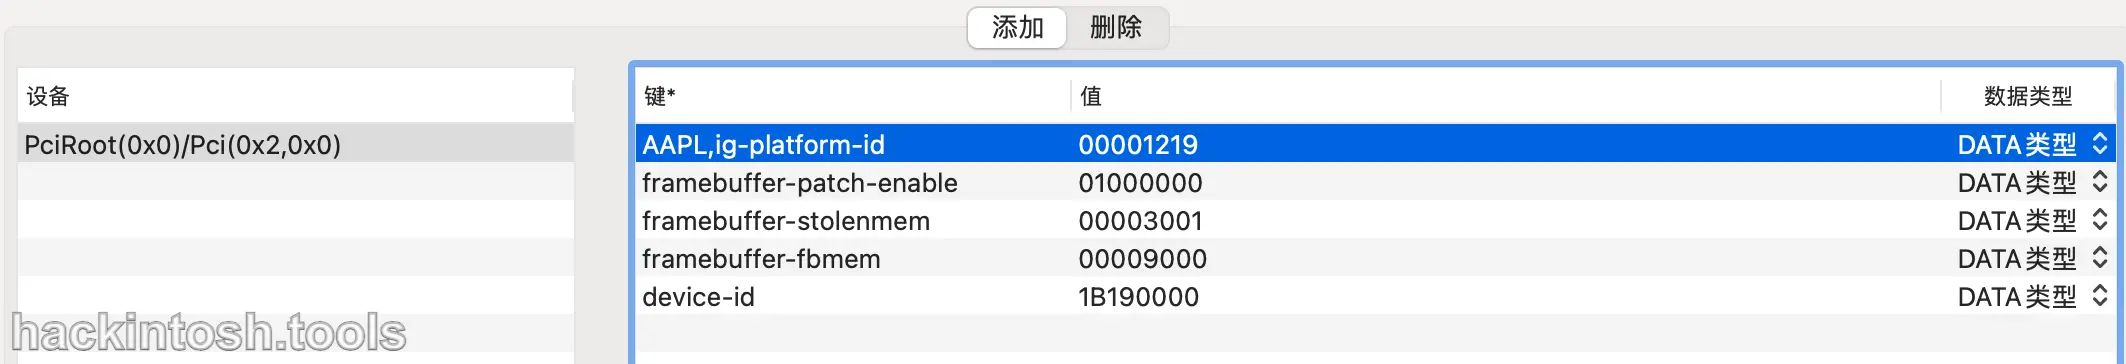 添加 删除
设备
键* 值 数据类型
PciRoot(0x0)/Pci(0x2,0x0)
AAPL,ig-platform-id 00001219 DATA 类型
framebuffer-patch-enable 01000000 DATA 类型
framebuffer-stolenmem 00003001 DATA 类型
framebuffer-fbmem 00009000 DATA 类型
device-id 1B190000 DATA 类型
hackintosh.tools